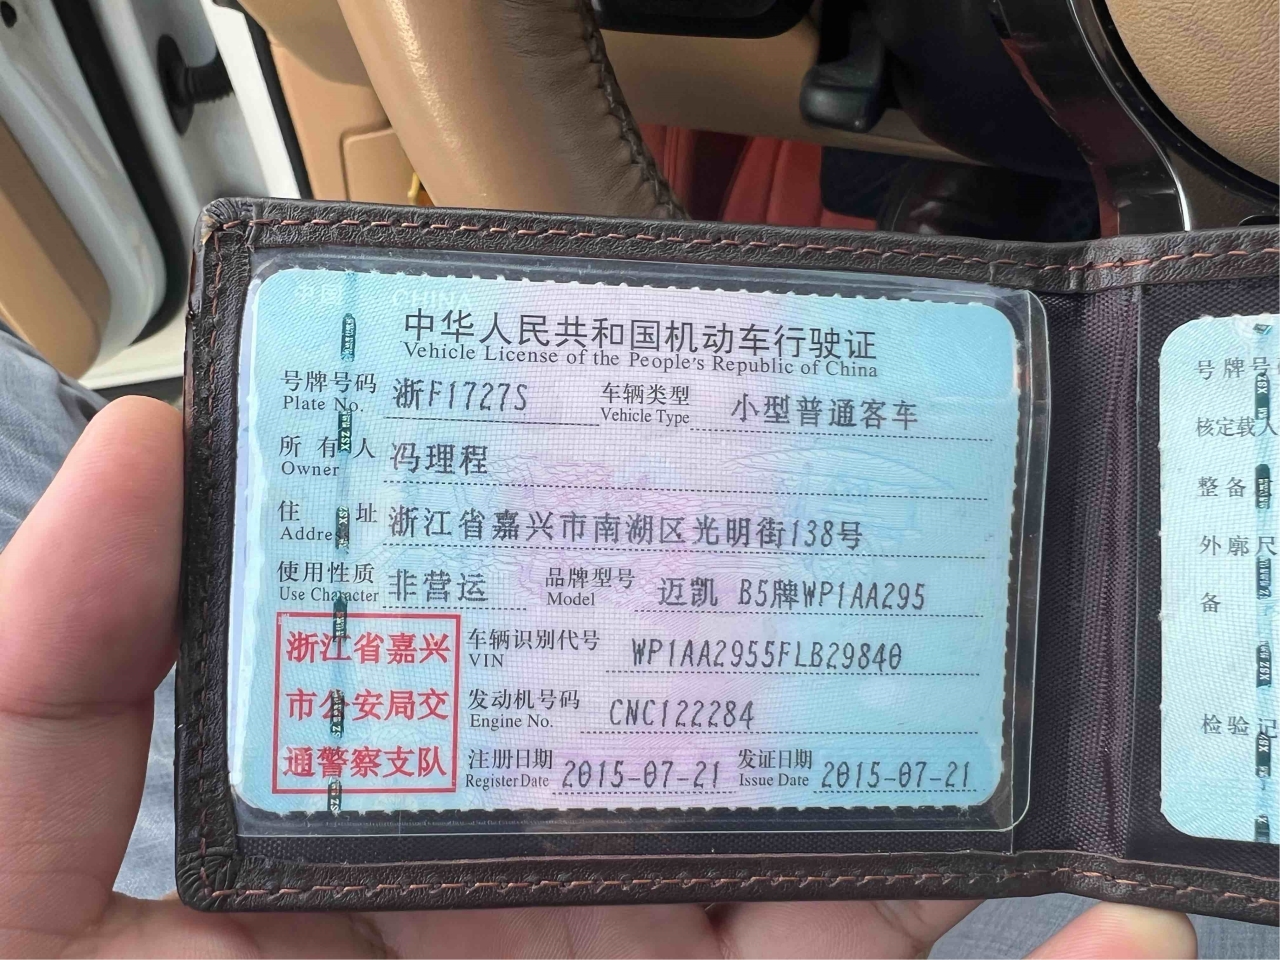 中国 CHINA
中华人民共和国机动车行驶证
Vehicle License of the People's Republic of China
号牌号码 浙F1727S 车辆类型 小型普通客车
Plate No. Vehicle Type
所有人 冯理程
Owner
住址 浙江省嘉兴市南湖区光明街138号
Address
使用性质 非营运 品牌型号 迈凯 B5牌WP1AA295
Use Character Model
浙江省嘉兴
市公安局交
通警察支队
车辆识别代号 WP1AA2955FLB29840
VIN
发动机号码 CNC122284
Engine No.
注册日期 2015-07-21 发证日期 2015-07-21
Register Date Issue Date
号牌号
核定载人
整备
外廓尺
备
检验记